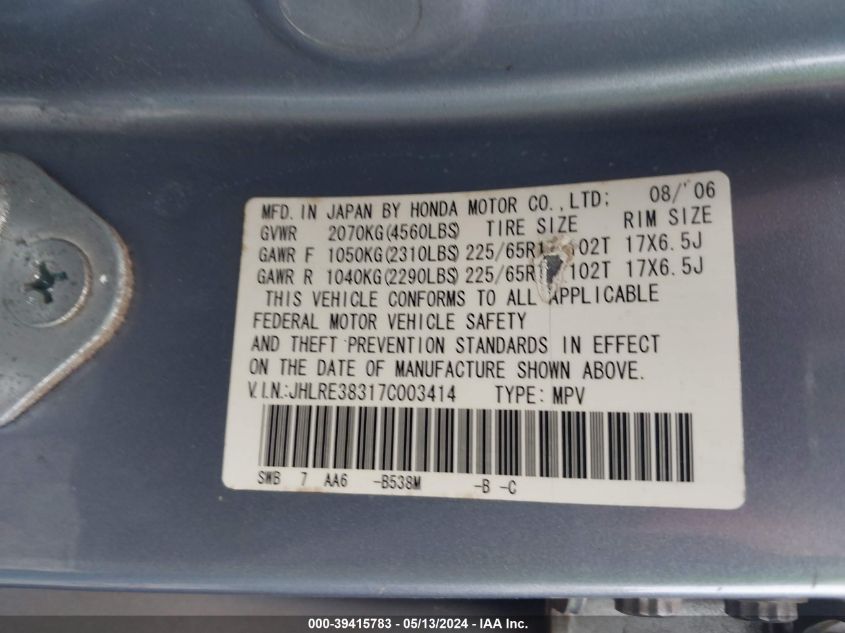 MFD. IN JAPAN BY HONDA MOTOR CO., LTD; 08/'06
GVWR 2070KG(4560LBS) TIRE SIZE RIM SIZE
GAWR F 1050KG(2310LBS) 225/65R1 102T 17X6.5J
GAWR R 1040KG(2290LBS) 225/65R1 102T 17X6.5J
THIS VEHICLE CONFORMS TO ALL APPLICABLE
FEDERAL MOTOR VEHICLE SAFETY
AND THEFT PREVENTION STANDARDS IN EFFECT
ON THE DATE OF MANUFACTURE SHOWN ABOVE.
V.I.N.:JHLRE38317C003414 TYPE: MPV
SWB 7 AA6 -B538M -B -C
000-39415783 - 05/13/2024 - IAA Inc.